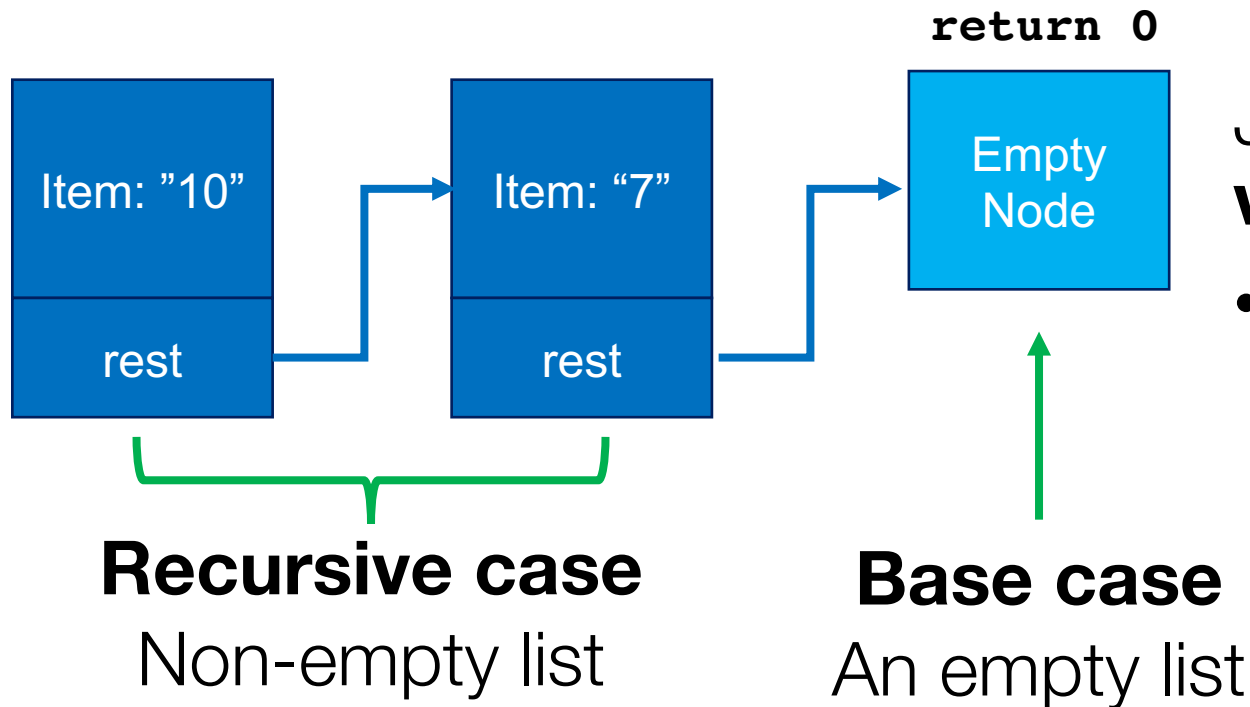 return 0
Item: ”10”
Item: “7”
Empty
Node
rest
rest
Recursive case
Non-empty list
Base case
An empty list